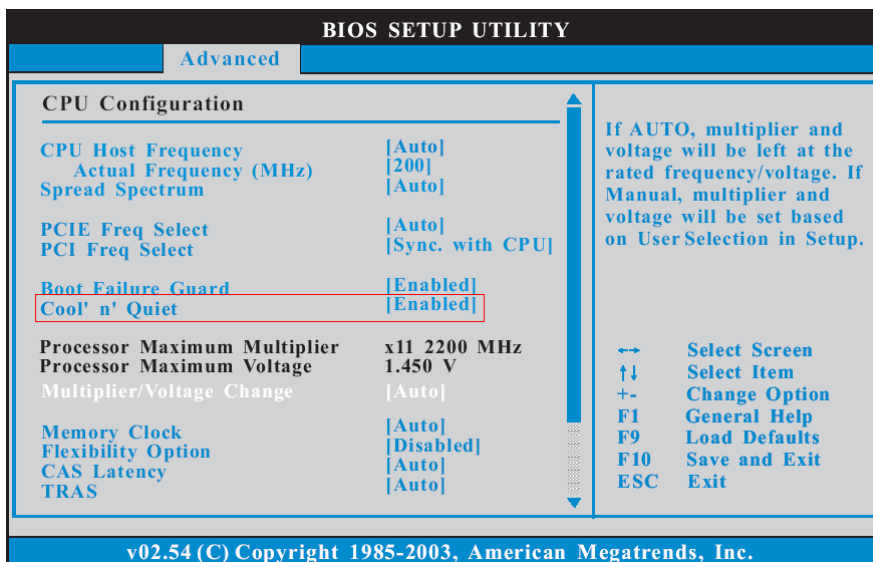 BIOS SETUP UTILITY
Advanced
CPU Configuration
CPU Host Frequency [Auto]
Actual Frequency (MHz) [200]
Spread Spectrum [Auto]
PCIE Freq Select [Auto]
PCI Freq Select [Sync. with CPU]
Boot Failure Guard [Enabled]
Cool' n' Quiet [Enabled]
Processor Maximum Multiplier x11 2200 MHz
Processor Maximum Voltage 1.450 V
Multiplier/Voltage Change [Auto]
Memory Clock [Auto]
Flexibility Option [Disabled]
CAS Latency [Auto]
TRAS [Auto]
If AUTO, multiplier and
voltage will be left at the
rated frequency/voltage. If
Manual, multiplier and
voltage will be set based
on User Selection in Setup.
↔ Select Screen
↑↓ Select Item
+- Change Option
F1 General Help
F9 Load Defaults
F10 Save and Exit
ESC Exit
v02.54 (C) Copyright 1985-2003, American Megatrends, Inc.